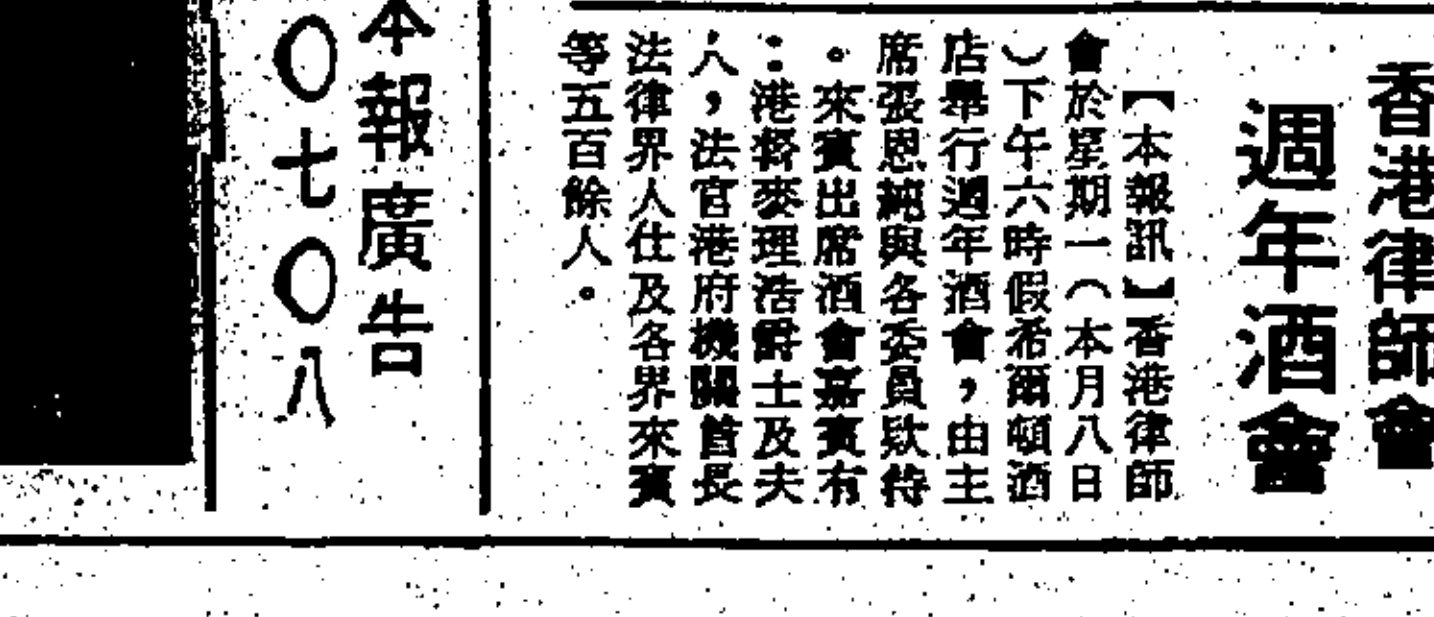 香港律師會
週年酒會
【本報訊】香港律師
會於星期一（本月八日
）下午六時假希爾頓酒
店舉行週年酒會，由主
席張恩純與各委員欵待
。來賓出席酒會嘉賓有
：港督麥理浩爵士及夫
人，法官港府機關首長
法律界人仕及各界來賓
等五百餘人。
本報廣告
〇七〇八